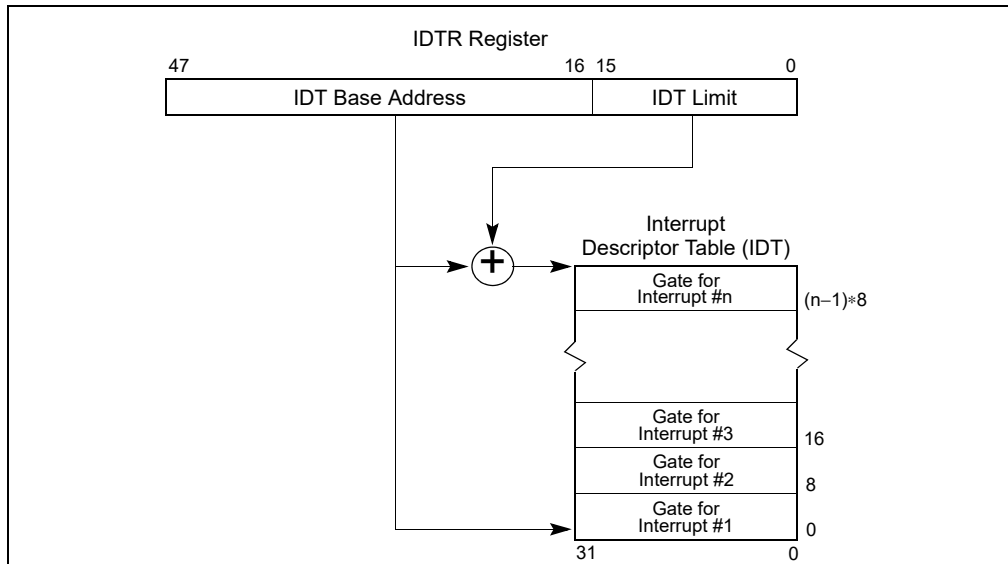 IDTR Register
47 16 15 0
IDT Base Address IDT Limit
+
Interrupt
Descriptor Table (IDT)
Gate for
Interrupt #n
(n−1)∗8
Gate for
Interrupt #3
16
Gate for
Interrupt #2
8
Gate for
Interrupt #1
0
31 0